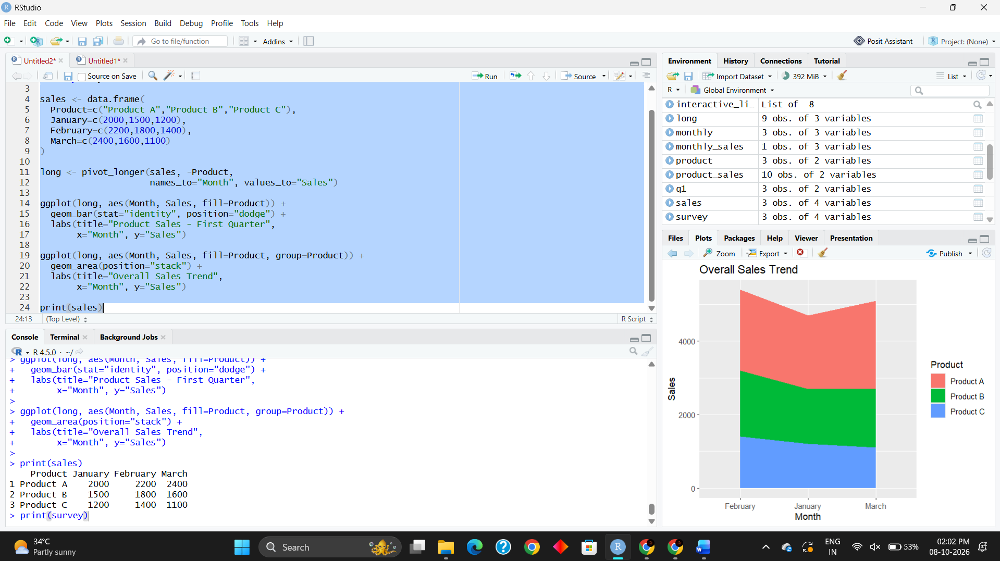 RStudio
File Edit Code View Plots Session Build Debug Profile Tools Help
Go to file/function Addins Posit Assistant Project: (None)
Untitled2* Untitled1*
Source on Save Run Source
3
4 sales <- data.frame(
5 Product=c("Product A","Product B","Product C"),
6 January=c(2000,1500,1200),
7 February=c(2200,1800,1400),
8 March=c(2400,1600,1100)
9 )
10
11 long <- pivot_longer(sales, -Product,
12 names_to="Month", values_to="Sales")
13
14 ggplot(long, aes(Month, Sales, fill=Product)) +
15 geom_bar(stat="identity", position="dodge") +
16 labs(title="Product Sales - First Quarter",
17 x="Month", y="Sales")
18
19 ggplot(long, aes(Month, Sales, fill=Product, group=Product)) +
20 geom_area(position="stack") +
21 labs(title="Overall Sales Trend",
22 x="Month", y="Sales")
23
24 print(sales)
24:13 (Top Level) R Script
Console Terminal Background Jobs
R 4.5.0 · ~/
> ggplot(long, aes(Month, Sales, fill=Product)) +
+ geom_bar(stat="identity", position="dodge") +
+ labs(title="Product Sales - First Quarter",
+ x="Month", y="Sales")
>
> ggplot(long, aes(Month, Sales, fill=Product, group=Product)) +
+ geom_area(position="stack") +
+ labs(title="Overall Sales Trend",
+ x="Month", y="Sales")
>
> print(sales)
Product January February March
1 Product A 2000 2200 2400
2 Product B 1500 1800 1600
3 Product C 1200 1400 1100
> print(survey)
Environment History Connections Tutorial
Import Dataset 392 MiB List
R Global Environment
interactive_li… List of 8
long 9 obs. of 3 variables
monthly 3 obs. of 3 variables
monthly_sales 1 obs. of 3 variables
product 3 obs. of 2 variables
product_sales 10 obs. of 2 variables
q1 3 obs. of 2 variables
sales 3 obs. of 4 variables
survey 3 obs. of 4 variables
Files Plots Packages Help Viewer Presentation
Zoom Export Publish
Overall Sales Trend
4000
2000
0
Sales
February January March
Month
Product
Product A
Product B
Product C
34°C
Partly sunny
Search
ENG
IN
53%
02:02 PM
08-10-2026